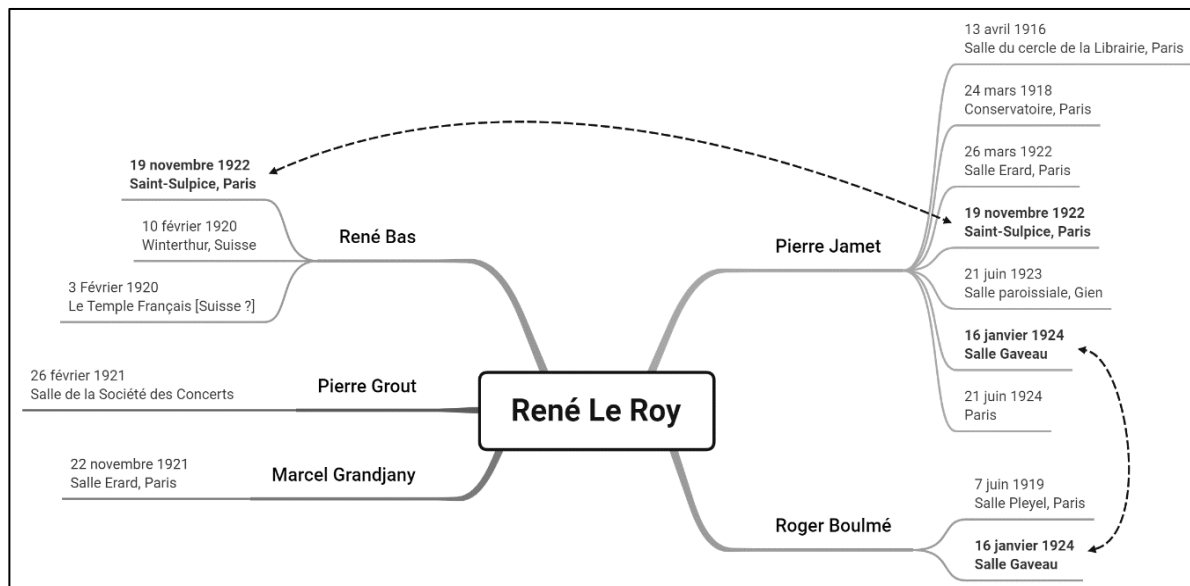 19 novembre 1922
Saint-Sulpice, Paris
10 février 1920
Winterthur, Suisse
3 Février 1920
Le Temple Français [Suisse ?]
René Bas
26 février 1921
Salle de la Société des Concerts
Pierre Grout
22 novembre 1921
Salle Erard, Paris
Marcel Grandjany
René Le Roy
Pierre Jamet
13 avril 1916
Salle du cercle de la Librairie, Paris
24 mars 1918
Conservatoire, Paris
26 mars 1922
Salle Erard, Paris
19 novembre 1922
Saint-Sulpice, Paris
21 juin 1923
Salle paroissiale, Gien
16 janvier 1924
Salle Gaveau
21 juin 1924
Paris
Roger Boulmé
7 juin 1919
Salle Pleyel, Paris
16 janvier 1924
Salle Gaveau